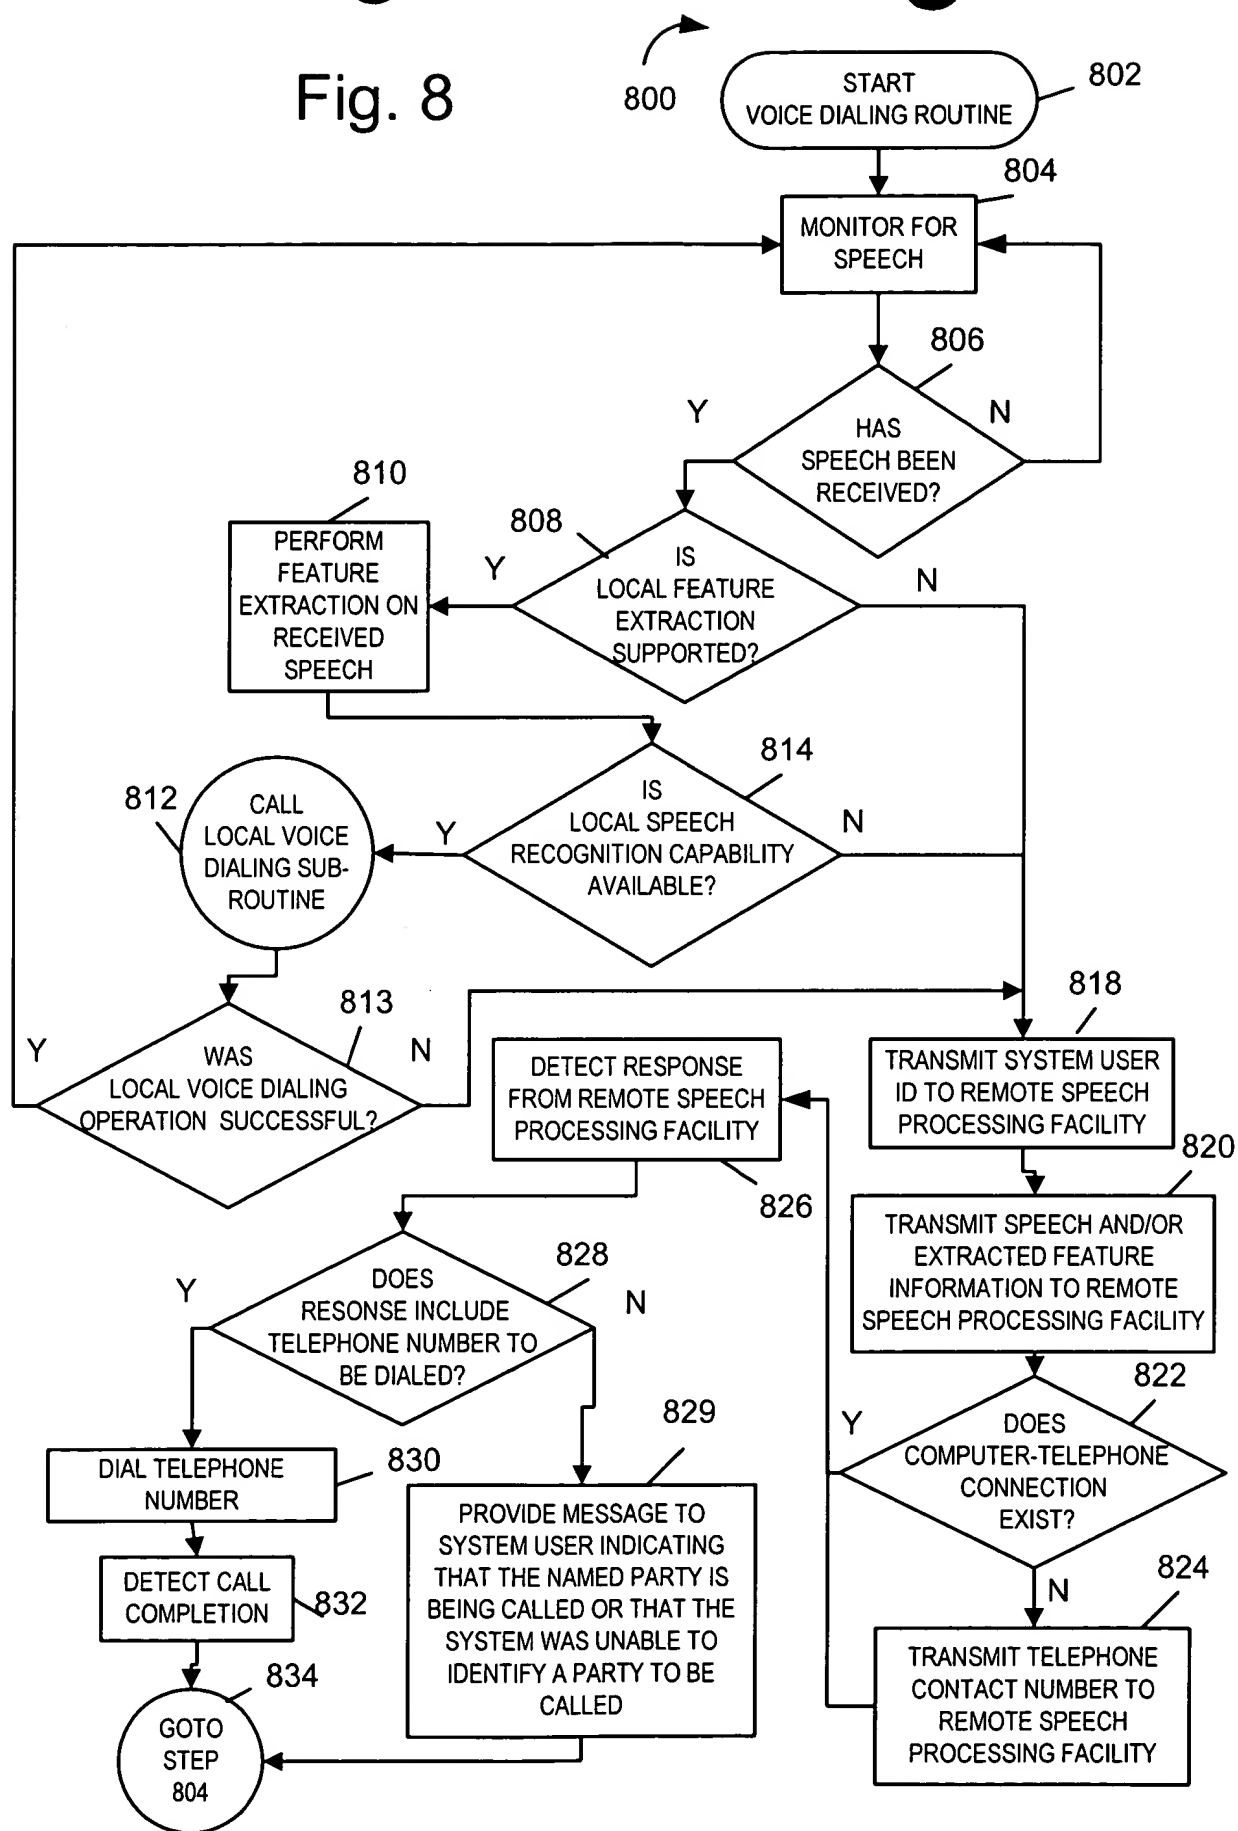 Fig. 8
800
START
VOICE DIALING ROUTINE
802
804
MONITOR FOR
SPEECH
806
Y
N
HAS
SPEECH BEEN
RECEIVED?
810
PERFORM
FEATURE
EXTRACTION ON
RECEIVED
SPEECH
808
Y
N
IS
LOCAL FEATURE
EXTRACTION
SUPPORTED?
814
IS
LOCAL SPEECH
RECOGNITION CAPABILITY
AVAILABLE?
Y
N
812
CALL
LOCAL VOICE
DIALING SUB-
ROUTINE
813
Y
N
WAS
LOCAL VOICE DIALING
OPERATION SUCCESSFUL?
818
TRANSMIT SYSTEM USER
ID TO REMOTE SPEECH
PROCESSING FACILITY
DETECT RESPONSE
FROM REMOTE SPEECH
PROCESSING FACILITY
826
820
TRANSMIT SPEECH AND/OR
EXTRACTED FEATURE
INFORMATION TO REMOTE
SPEECH PROCESSING FACILITY
828
Y
N
DOES
RESONSE INCLUDE
TELEPHONE NUMBER TO
BE DIALED?
822
Y
DOES
COMPUTER-TELEPHONE
CONNECTION
EXIST?
N
829
PROVIDE MESSAGE TO
SYSTEM USER INDICATING
THAT THE NAMED PARTY IS
BEING CALLED OR THAT THE
SYSTEM WAS UNABLE TO
IDENTIFY A PARTY TO BE
CALLED
830
DIAL TELEPHONE
NUMBER
DETECT CALL
COMPLETION
832
824
TRANSMIT TELEPHONE
CONTACT NUMBER TO
REMOTE SPEECH
PROCESSING FACILITY
834
GOTO
STEP
804